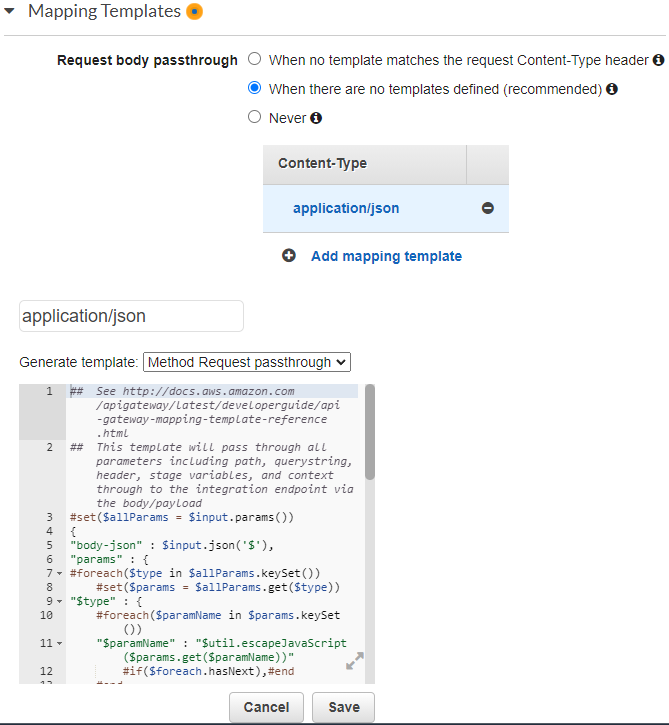 Mapping Templates
Request body passthrough
When no template matches the request Content-Type header
When there are no templates defined (recommended)
Never
Content-Type
application/json
Add mapping template
application/json
Generate template: Method Request passthrough
1 ## See http://docs.aws.amazon.com
/apigateway/latest/developerguide/api
-gateway-mapping-template-reference
.html
2 ## This template will pass through all
parameters including path, querystring,
header, stage variables, and context
through to the integration endpoint via
the body/payload
3 #set($allParams = $input.params())
4 {
5 "body-json" : $input.json('$'),
6 "params" : {
7 #foreach($type in $allParams.keySet())
8 #set($params = $allParams.get($type))
9 "$type" : {
10 #foreach($paramName in $params.keySet
())
11 "$paramName" : "$util.escapeJavaScript
($params.get($paramName))"
12 #if($foreach.hasNext),#end
Cancel
Save